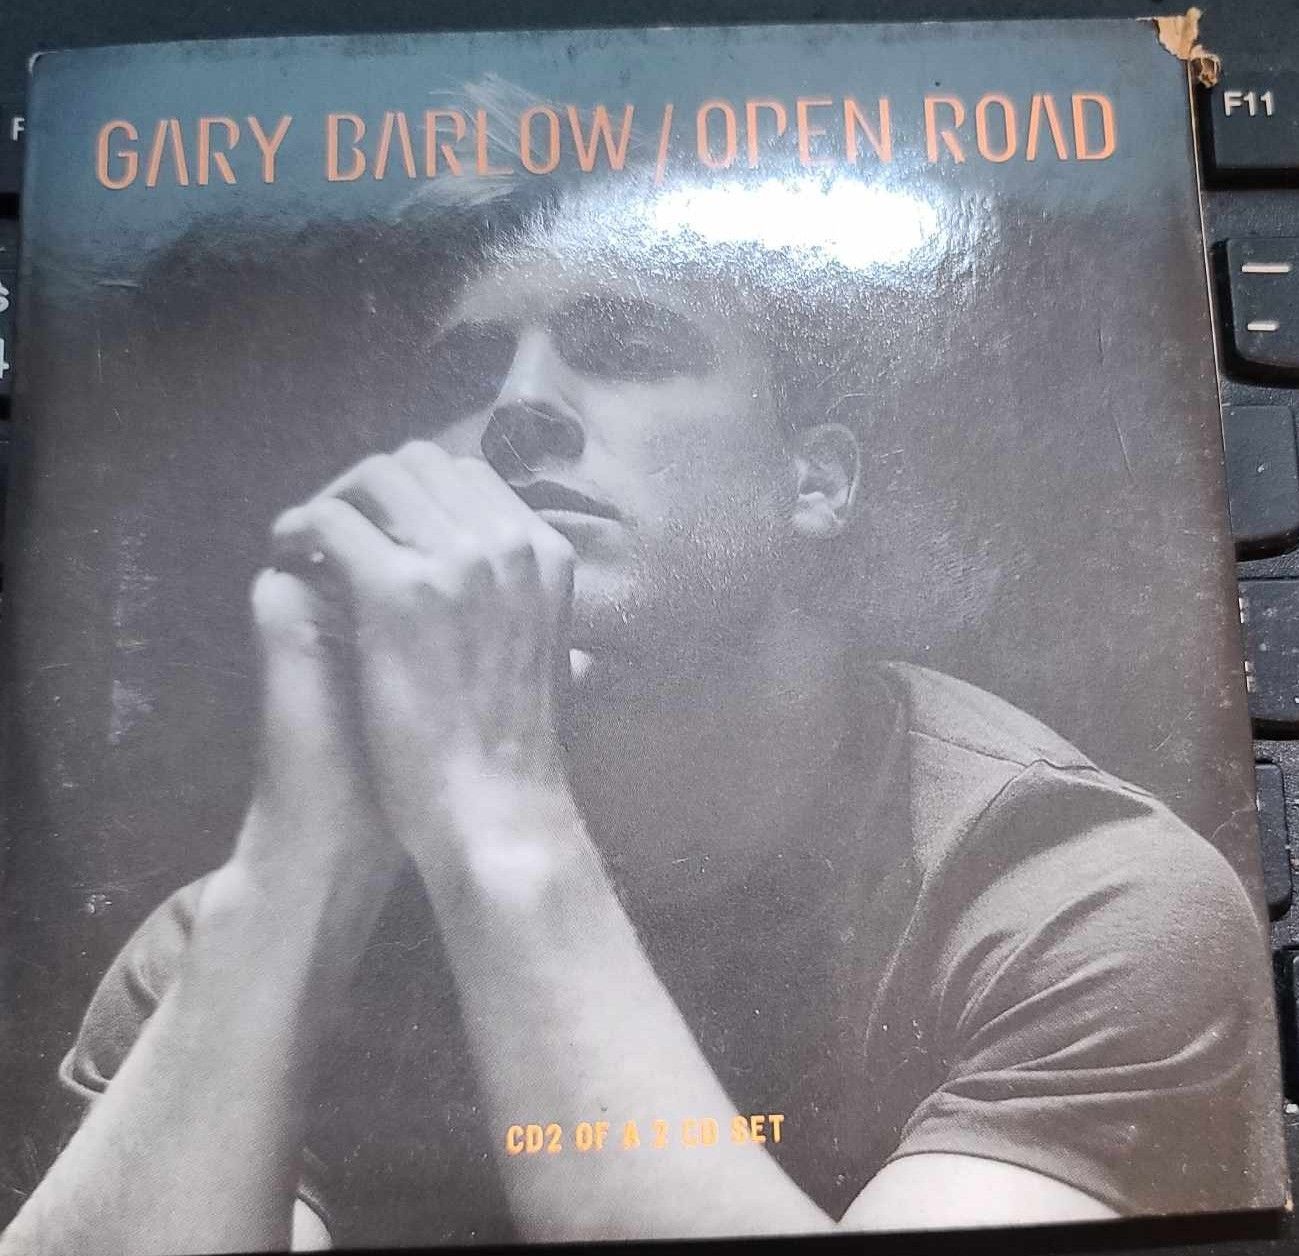 GARY BARLOW / OPEN ROAD
F11
CD2 OF A 2 CD SET